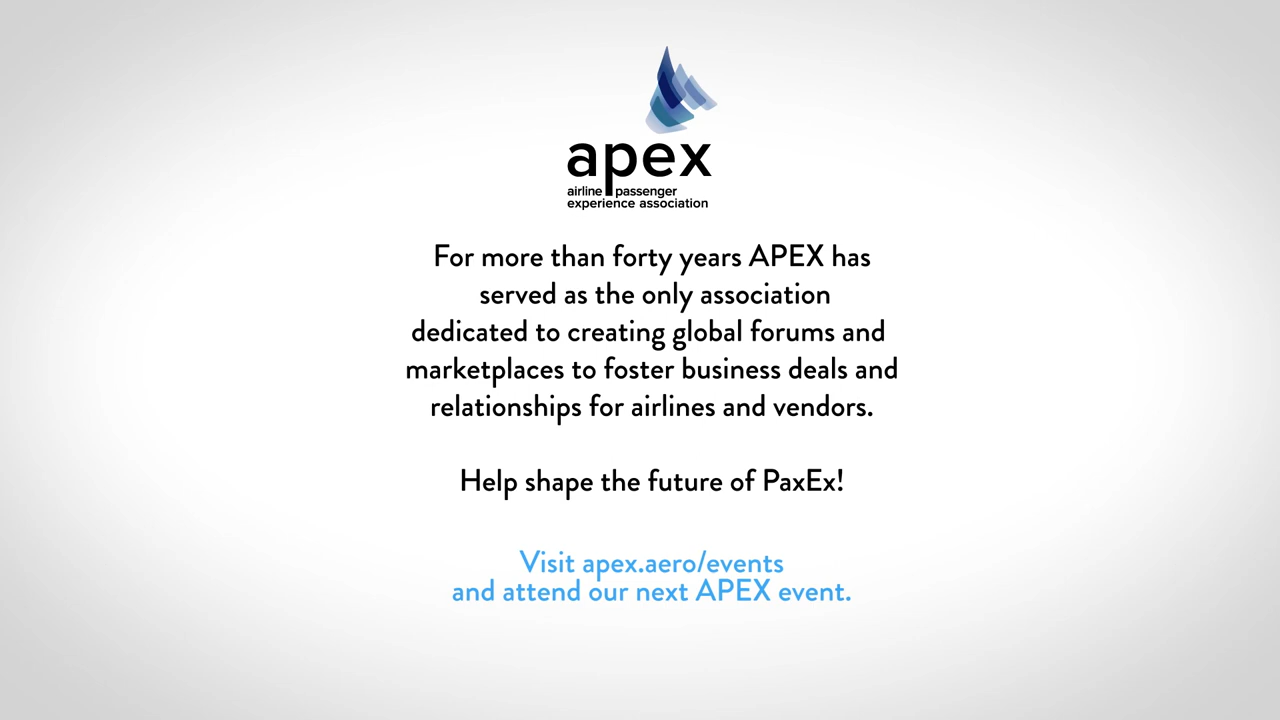 apex
airline passenger
experience association
For more than forty years APEX has
served as the only association
dedicated to creating global forums and
marketplaces to foster business deals and
relationships for airlines and vendors.
Help shape the future of PaxEx!
Visit apex.aero/events
and attend our next APEX event.